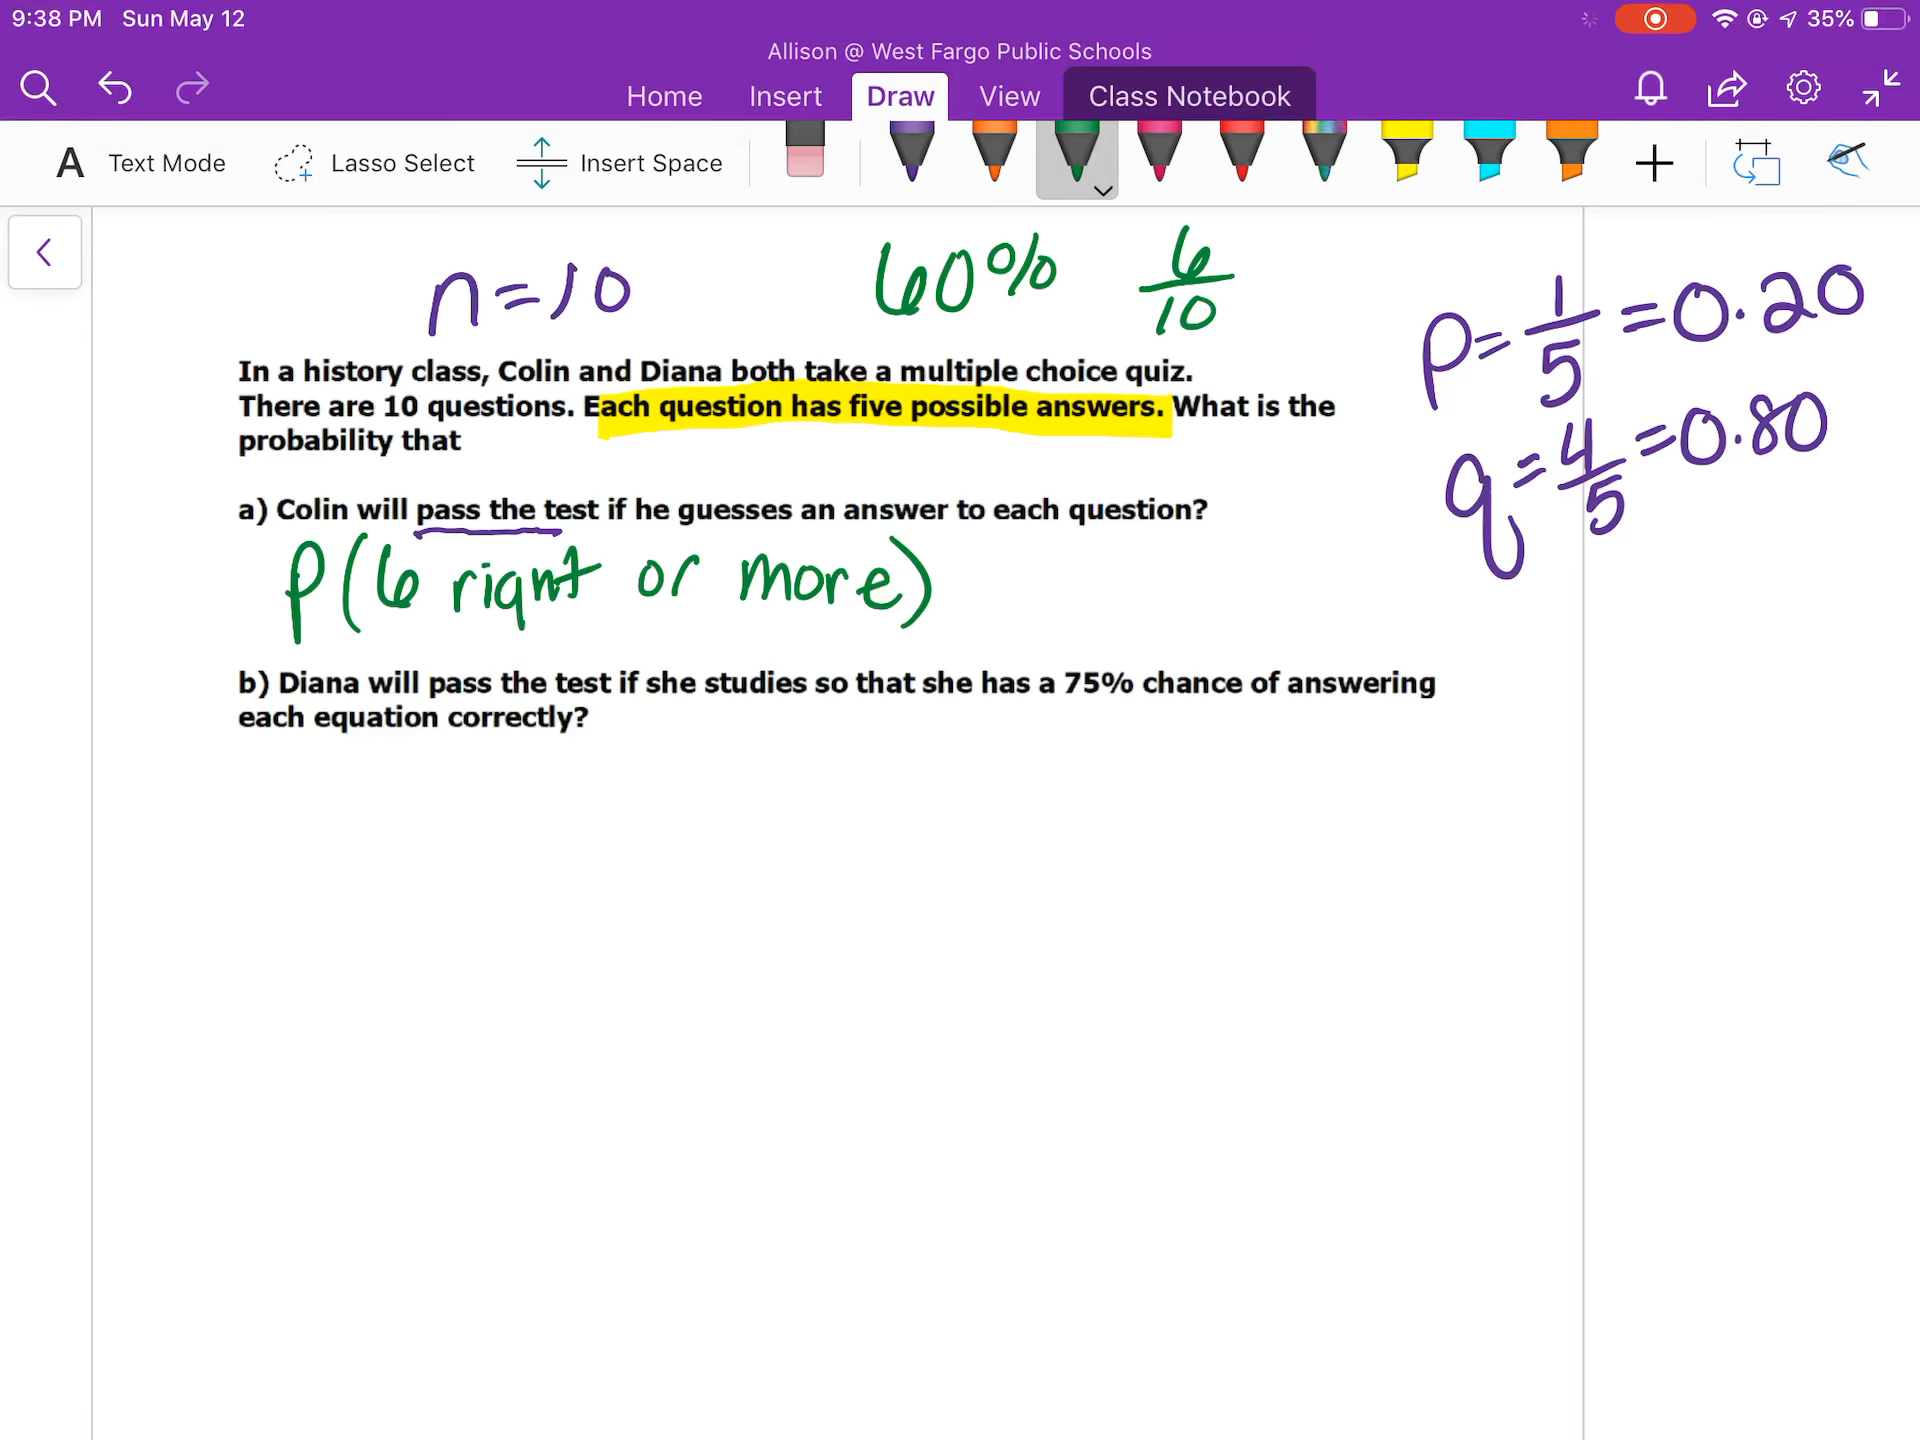 9:38 PM Sun May 12
35%
Allison @ West Fargo Public Schools
Home Insert Draw View Class Notebook
A Text Mode Lasso Select Insert Space
n=10 60% 6/10
p=1/5=0.20
In a history class, Colin and Diana both take a multiple choice quiz.
There are 10 questions. Each question has five possible answers. What is the
probability that
q=4/5=0.80
a) Colin will pass the test if he guesses an answer to each question?
P(6 right or more)
b) Diana will pass the test if she studies so that she has a 75% chance of answering
each equation correctly?